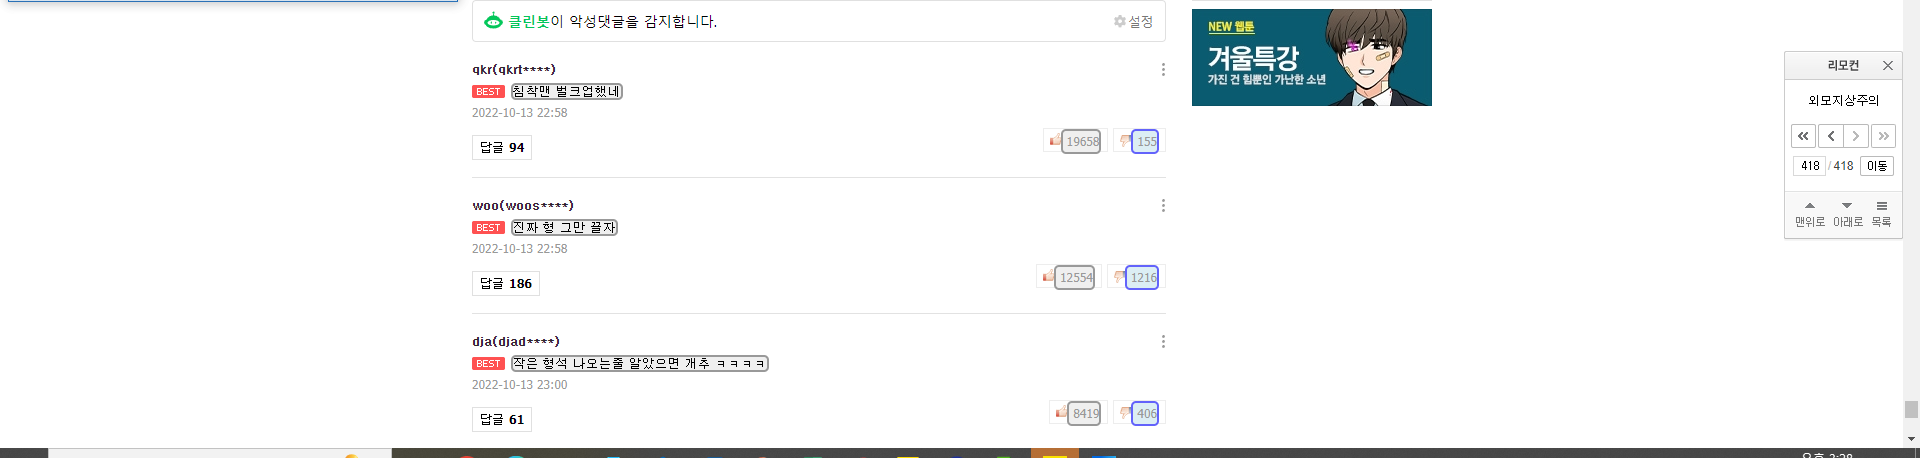 클린봇이 악성댓글을 감지합니다.
설정
qkr(qkrt****)
BEST 침착맨 벌크업했네
2022-10-13 22:58
답글 94
19658 155
woo(woos****)
BEST 진짜 형 그만 끌자
2022-10-13 22:58
답글 186
12554 1216
dja(djad****)
BEST 작은 형석 나오는줄 알았으면 개추 ㅋㅋㅋㅋ
2022-10-13 23:00
답글 61
8419 406
NEW 웹툰
겨울특강
가진 건 힘뿐인 가난한 소년
리모컨
외모지상주의
418 / 418 이동
맨위로 아래로 목록